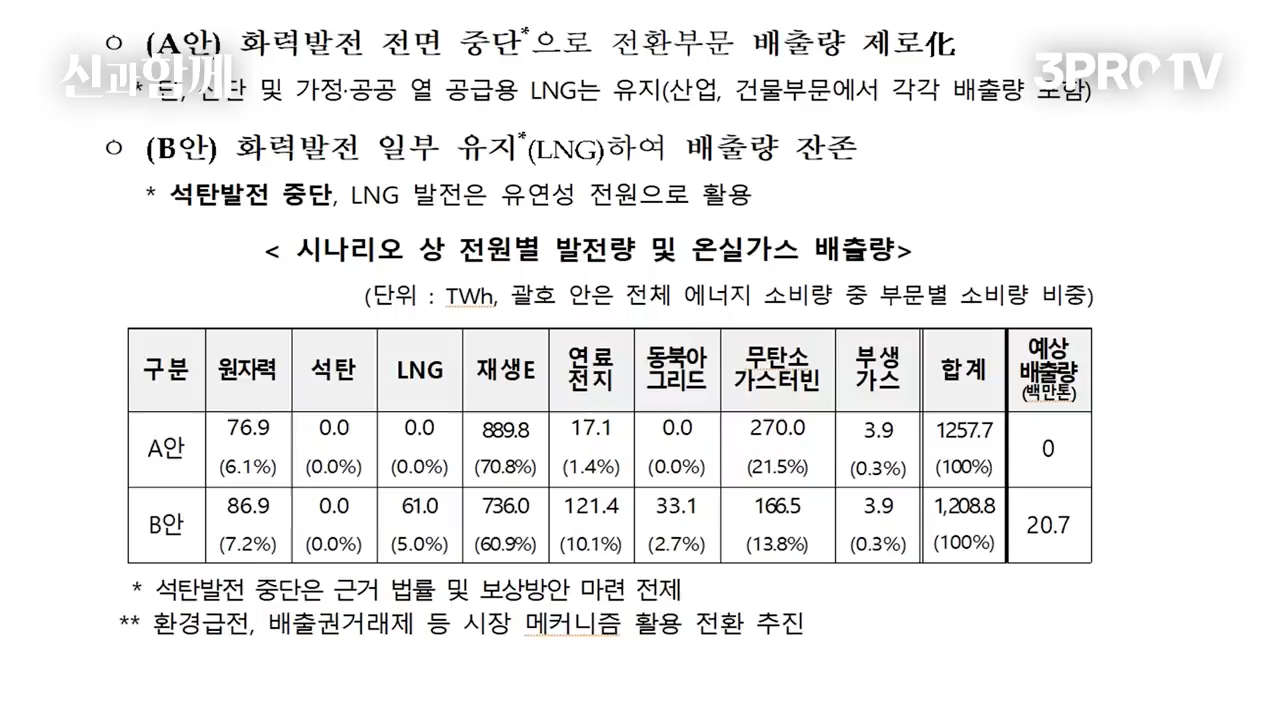 ㅇ (A안) 화력발전 전면 중단*으로 전환부문 배출량 제로化
신과함께
3PROTV
* 단, 산단 및 가정·공공 열 공급용 LNG는 유지(산업, 건물부문에서 각각 배출량 포함)
ㅇ (B안) 화력발전 일부 유지*(LNG)하여 배출량 잔존
* 석탄발전 중단, LNG 발전은 유연성 전원으로 활용
< 시나리오 상 전원별 발전량 및 온실가스 배출량>
(단위 : TWh, 괄호 안은 전체 에너지 소비량 중 부문별 소비량 비중)
구분 원자력 석탄 LNG 재생E 연료전지 동북아그리드 무탄소가스터빈 부생가스 합계 예상배출량(백만톤)
A안 76.9 0.0 0.0 889.8 17.1 0.0 270.0 3.9 1257.7 0
(6.1%) (0.0%) (0.0%) (70.8%) (1.4%) (0.0%) (21.5%) (0.3%) (100%)
B안 86.9 0.0 61.0 736.0 121.4 33.1 166.5 3.9 1,208.8 20.7
(7.2%) (0.0%) (5.0%) (60.9%) (10.1%) (2.7%) (13.8%) (0.3%) (100%)
* 석탄발전 중단은 근거 법률 및 보상방안 마련 전제
** 환경급전, 배출권거래제 등 시장 메커니즘 활용 전환 추진